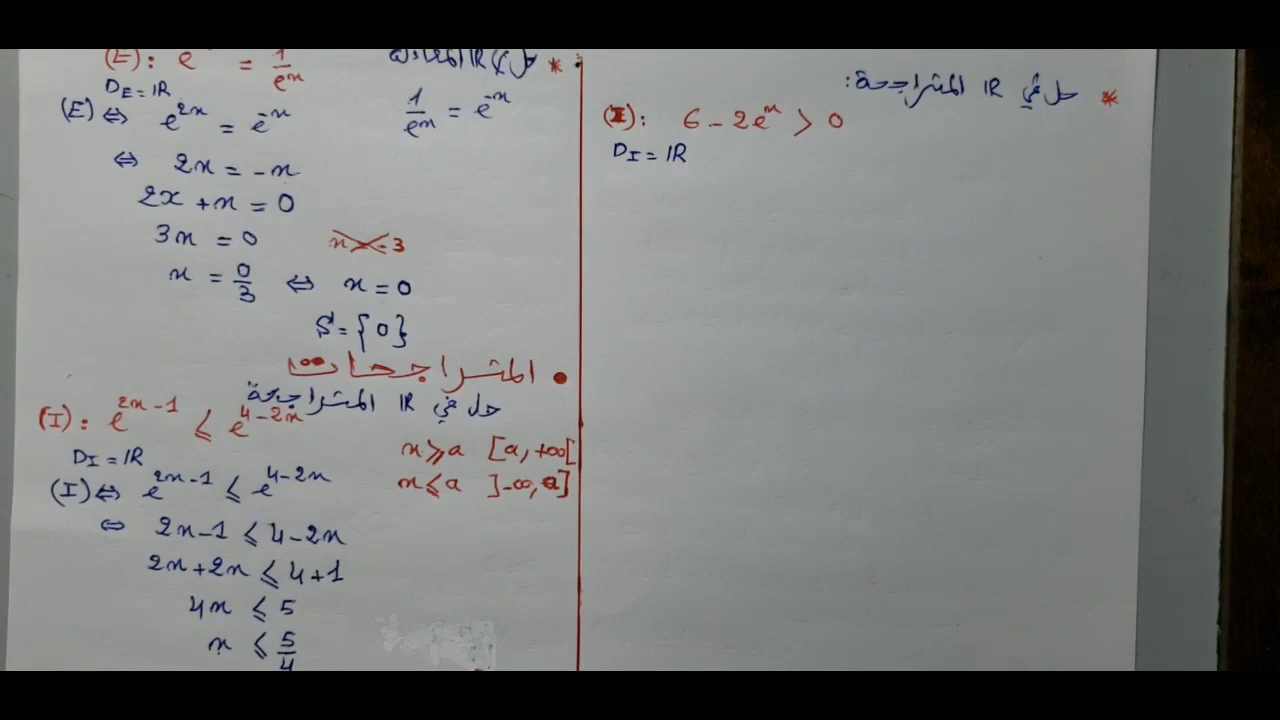 * حل في IR المعادلة
(E): e = 1/eˣ
D_E = IR
1/eˣ = e⁻ˣ
(E) ⇔ e²ˣ = e⁻ˣ
⇔ 2x = -x
2x + x = 0
3x = 0
x = -3
x = 0/3 ⇔ x = 0
S = {0}
• المتراجحات
حل في IR المتراجحة
(I): e²ˣ⁻¹ ⩽ e⁴⁻²ˣ
D_I = IR
x ⩾ a [a, +∞[
x ⩽ a ]-∞, a]
(I) ⇔ e²ˣ⁻¹ ⩽ e⁴⁻²ˣ
⇔ 2x-1 ⩽ 4-2x
2x+2x ⩽ 4+1
4x ⩽ 5
x ⩽ 5/4
* حل في IR المتراجحة:
(I): 6 - 2eˣ > 0
D_I = IR